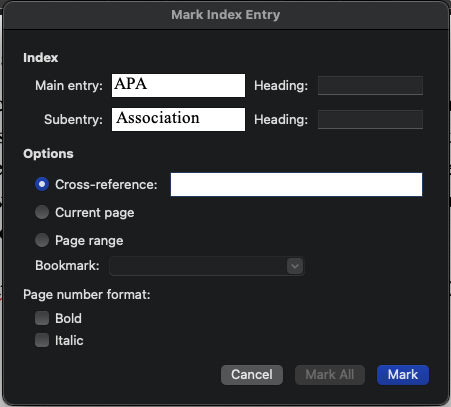 Mark Index Entry
Index
Main entry: APA Heading:
Subentry: Association Heading:
Options
Cross-reference:
Current page
Page range
Bookmark:
Page number format:
Bold
Italic
Cancel Mark All Mark